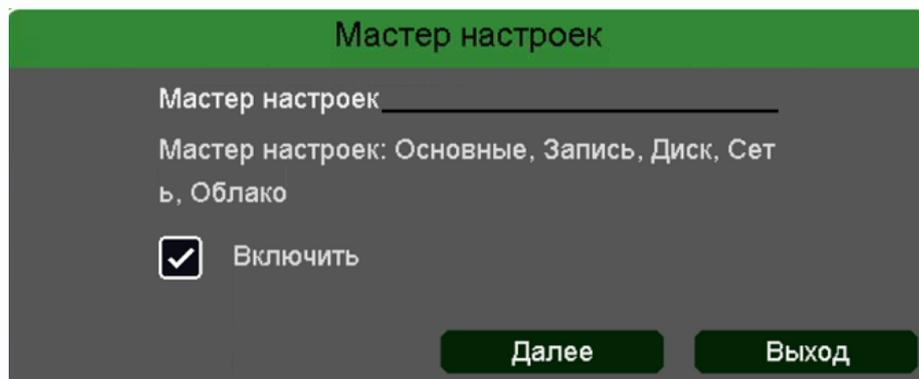 Мастер настроек
Мастер настроек
Мастер настроек: Основные, Запись, Диск, Сет
ь, Облако
Включить
Далее Выход